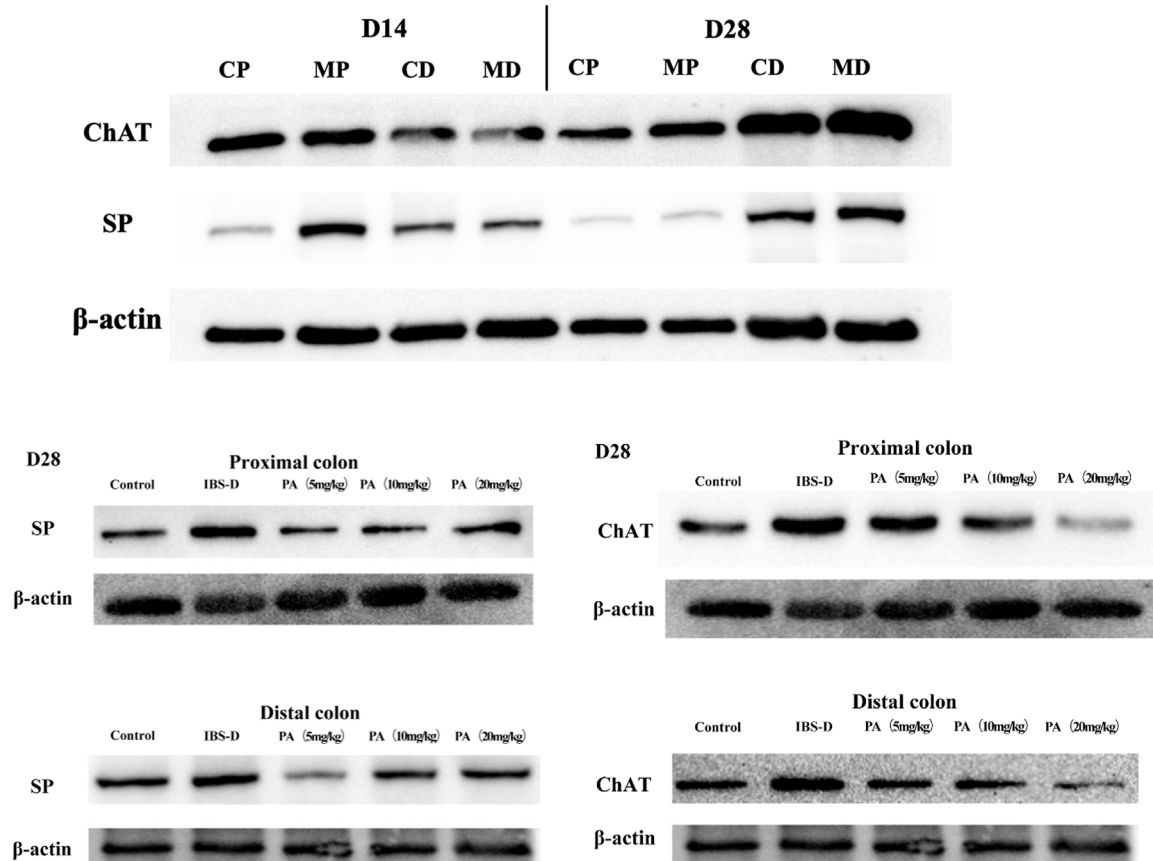 D14 D28
CP MP CD MD CP MP CD MD
ChAT
SP
β-actin
D28
Proximal colon
Control IBS-D PA (5mg/kg) PA (10mg/kg) PA (20mg/kg)
SP
β-actin
D28
Proximal colon
Control IBS-D PA (5mg/kg) PA (10mg/kg) PA (20mg/kg)
ChAT
β-actin
Distal colon
Control IBS-D PA (5mg/kg) PA (10mg/kg) PA (20mg/kg)
SP
β-actin
Distal colon
Control IBS-D PA (5mg/kg) PA (10mg/kg) PA (20mg/kg)
ChAT
β-actin